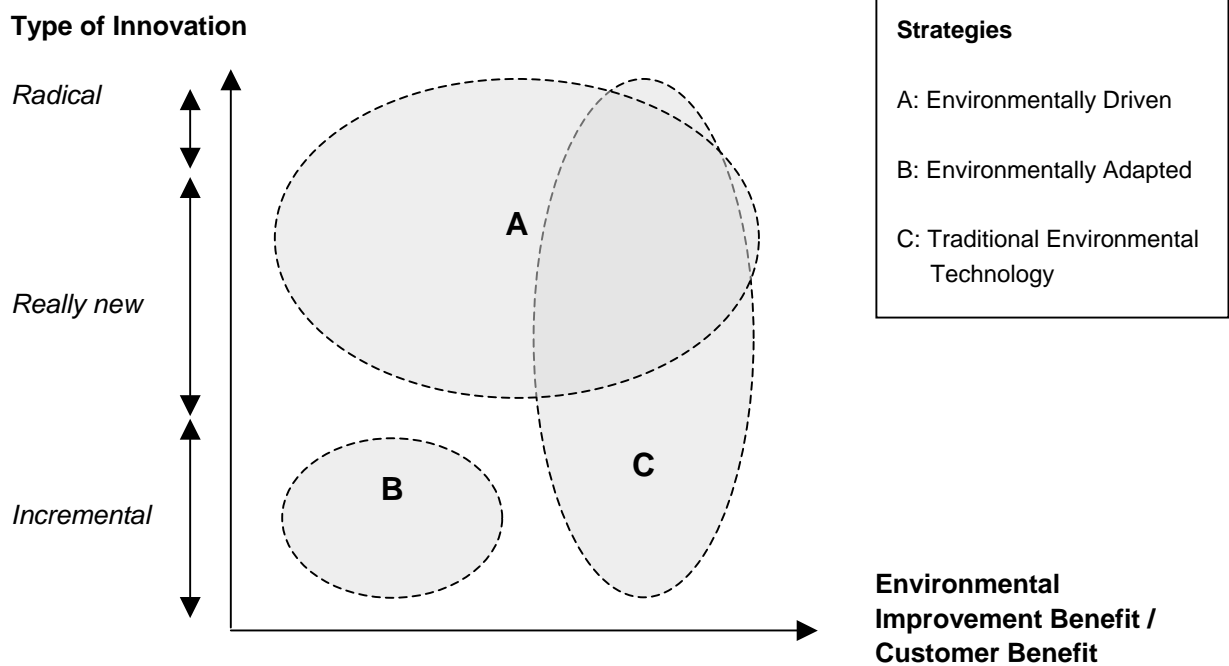 Type of Innovation
Radical
Really new
Incremental
A
B
C
Environmental
Improvement Benefit /
Customer Benefit
Strategies
A: Environmentally Driven
B: Environmentally Adapted
C: Traditional Environmental
Technology